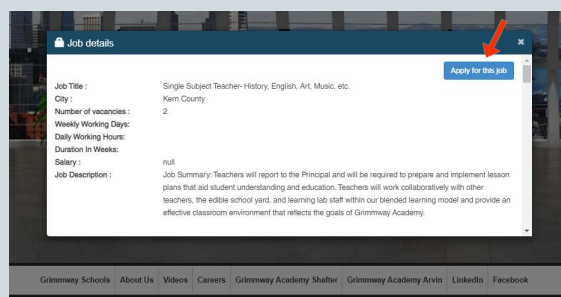 Job details
×
Apply for this job
Job Title :
Single Subject Teacher- History, English, Art, Music, etc.
City :
Kern County
Number of vacancies :
2
Weekly Working Days:
Daily Working Hours:
Duration In Weeks:
Salary :
null
Job Description :
Job Summary: Teachers will report to the Principal and will be required to prepare and implement lesson
plans that aid student understanding and education. Teachers will work collaboratively with other
teachers, the edible school yard, and learning lab staff within our blended learning model and provide an
effective classroom environment that reflects the goals of Grimmway Academy.
Grimmway Schools About Us Videos Careers Grimmway Academy Shafter Grimmway Academy Arvin LinkedIn Facebook